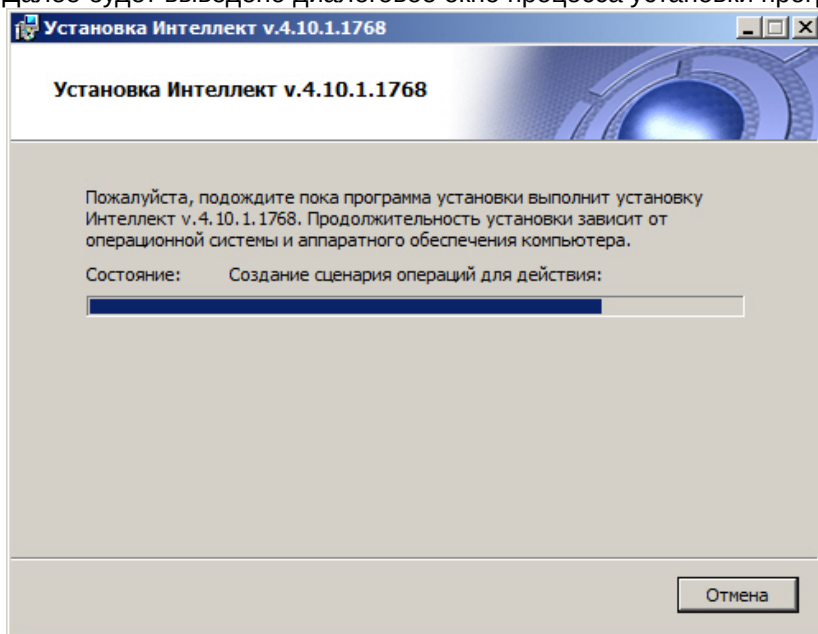 Далее будет выведено диалоговое окно процесса установки
Установка Интеллект v.4.10.1.1768
Установка Интеллект v.4.10.1.1768
Пожалуйста, подождите пока программа установки выполнит установку
Интеллект v.4.10.1.1768. Продолжительность установки зависит от
операционной системы и аппаратного обеспечения компьютера.
Состояние: Создание сценария операций для действия:
Отмена